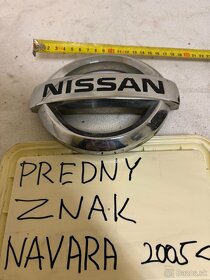 NISSAN
PREDNY
ZNAK
NAVARA 2005<